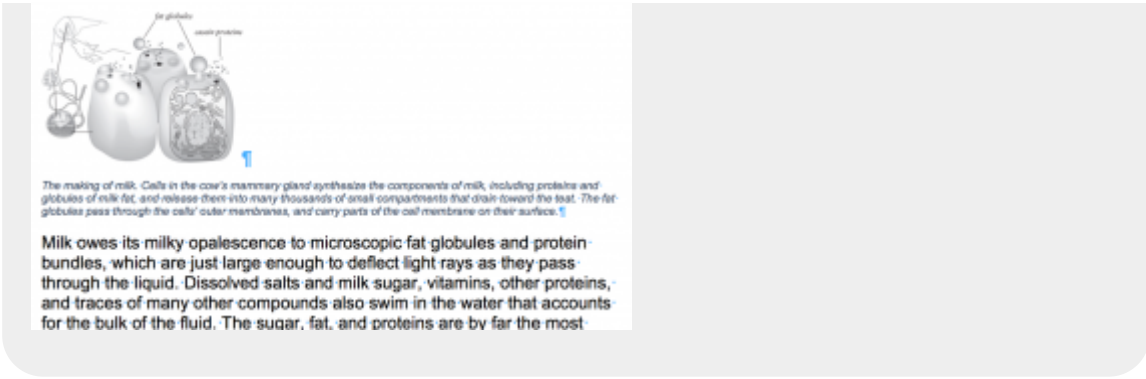 fat globules
casein proteins
¶
The making of milk. Cells in the cow's mammary gland synthesize the components of milk, including proteins and
globules of milk fat, and release them into many thousands of small compartments that drain toward the teat. The fat
globules pass through the cells' outer membranes, and carry parts of the cell membrane on their surface.¶
Milk owes its milky opalescence to microscopic fat globules and protein
bundles, which are just large enough to deflect light rays as they pass
through the liquid. Dissolved salts and milk sugar, vitamins, other proteins,
and traces of many other compounds also swim in the water that accounts
for the bulk of the fluid. The sugar, fat, and proteins are by far the most